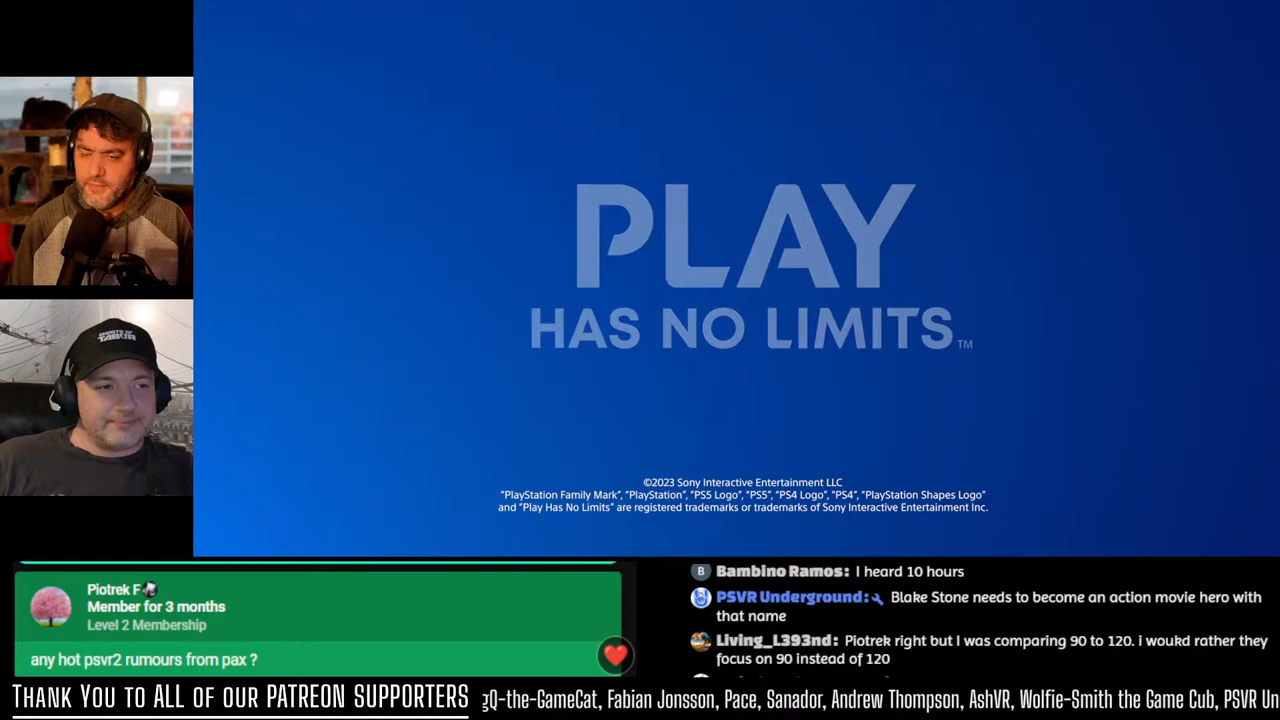 PLAY
HAS NO LIMITS™
©2023 Sony Interactive Entertainment LLC
"PlayStation Family Mark", "PlayStation", "PS5 Logo", "PS5", "PS4 Logo", "PS4", "PlayStation Shapes Logo"
and "Play Has No Limits" are registered trademarks or trademarks of Sony Interactive Entertainment Inc.
GHOSTS OF
TABOR
Piotrek F
Member for 3 months
Level 2 Membership
any hot psvr2 rumours from pax ?
B Bambino Ramos: I heard 10 hours
PSVR Underground: Blake Stone needs to become an action movie hero with
that name
Living_L393nd: Piotrek right but I was comparing 90 to 120. i woukd rather they
focus on 90 instead of 120
THANK YOU TO ALL OF OUR PATREON SUPPORTERS
gQ-the-GameCat, Fabian Jonsson, Pace, Sanador, Andrew Thompson, AshVR, Wolfie-Smith the Game Cub, PSVR Un